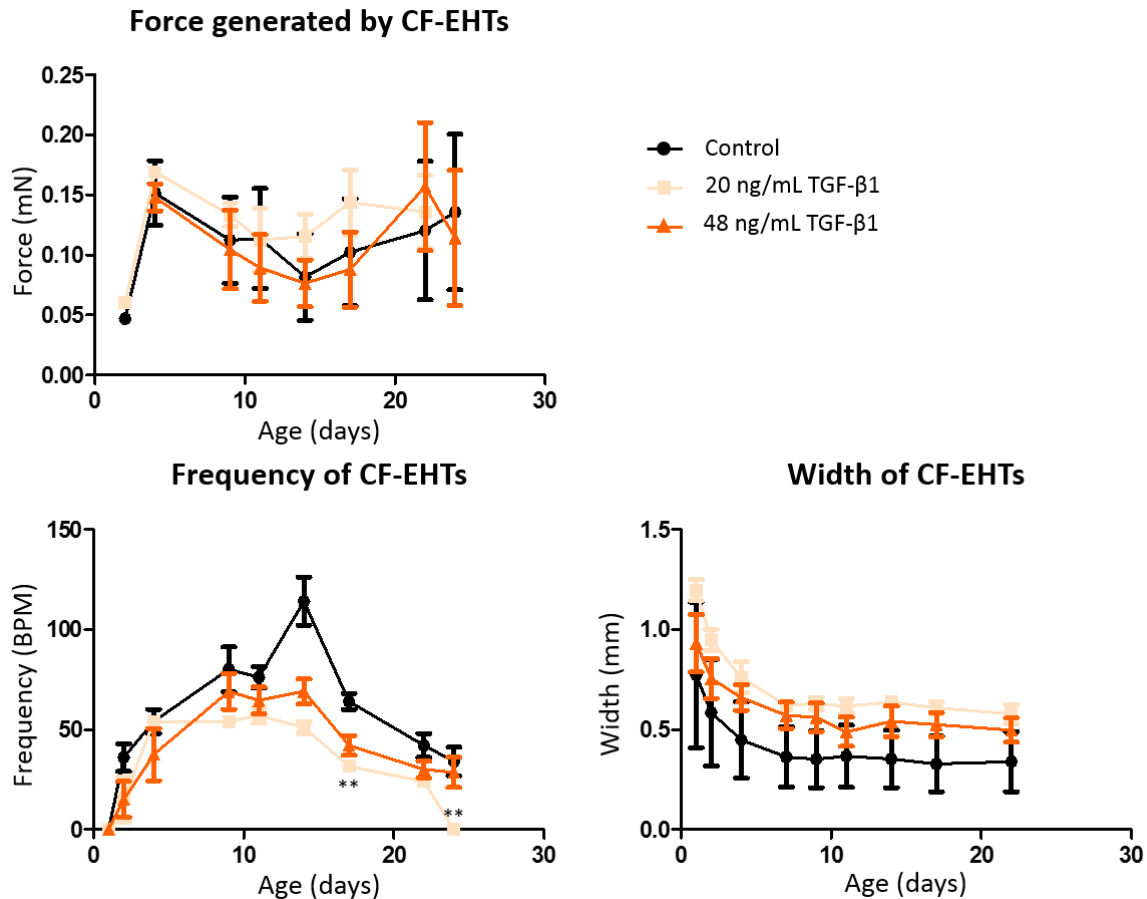 Force generated by CF-EHTs
0.25
0.20
0.15
0.10
0.05
0.00
Force (mN)
0 10 20 30
Age (days)
Control
20 ng/mL TGF-β1
48 ng/mL TGF-β1
Frequency of CF-EHTs
150
100
50
0
Frequency (BPM)
** **
0 10 20 30
Age (days)
Width of CF-EHTs
1.5
1.0
0.5
0.0
Width (mm)
0 10 20 30
Age (days)